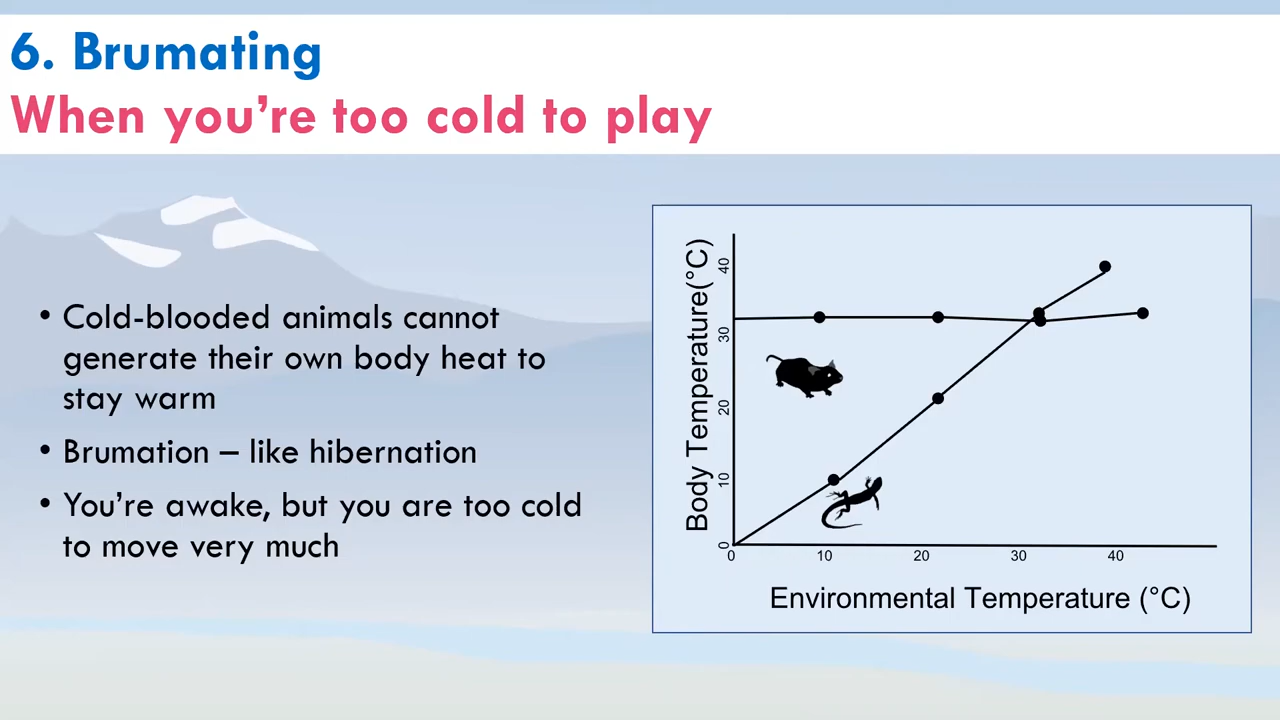 6. Brumating
When you’re too cold to play
• Cold-blooded animals cannot
generate their own body heat to
stay warm
• Brumation – like hibernation
• You’re awake, but you are too cold
to move very much
Body Temperature(°C)
40
30
20
10
0
0 10 20 30 40
Environmental Temperature (°C)